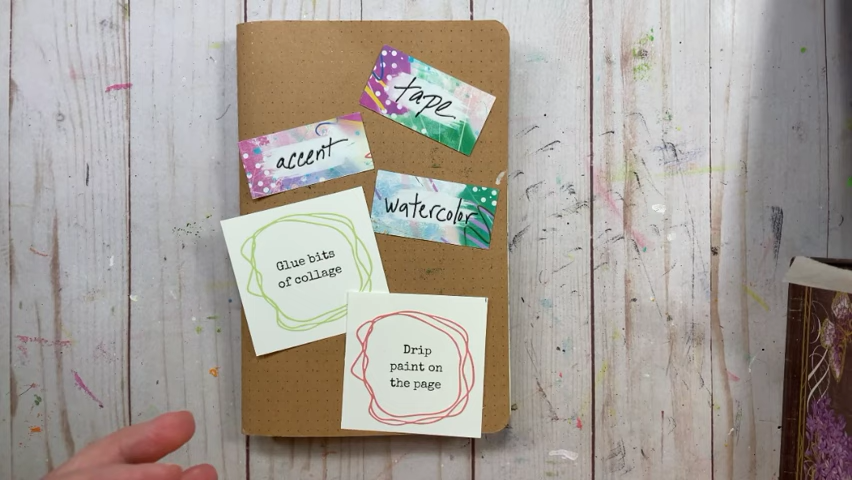 tape
accent
watercolor
Glue bits
of collage
Drip
paint on
the page